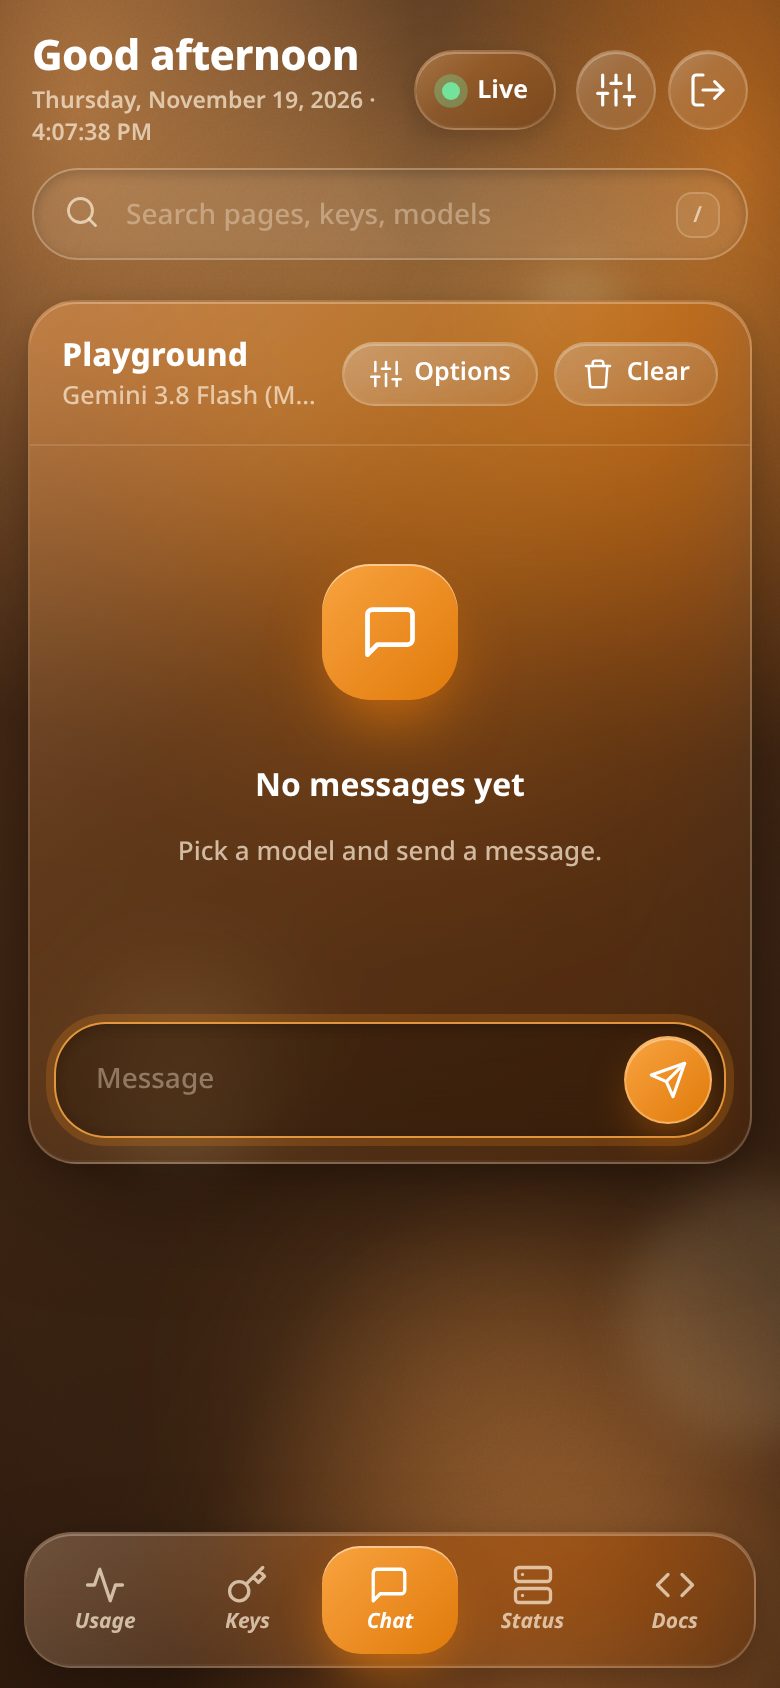 Good afternoon
Thursday, November 19, 2026 ·
4:07:38 PM
Live
Search pages, keys, models
/
Playground
Gemini 3.8 Flash (M...
Options
Clear
No messages yet
Pick a model and send a message.
Message
Usage
Keys
Chat
Status
Docs